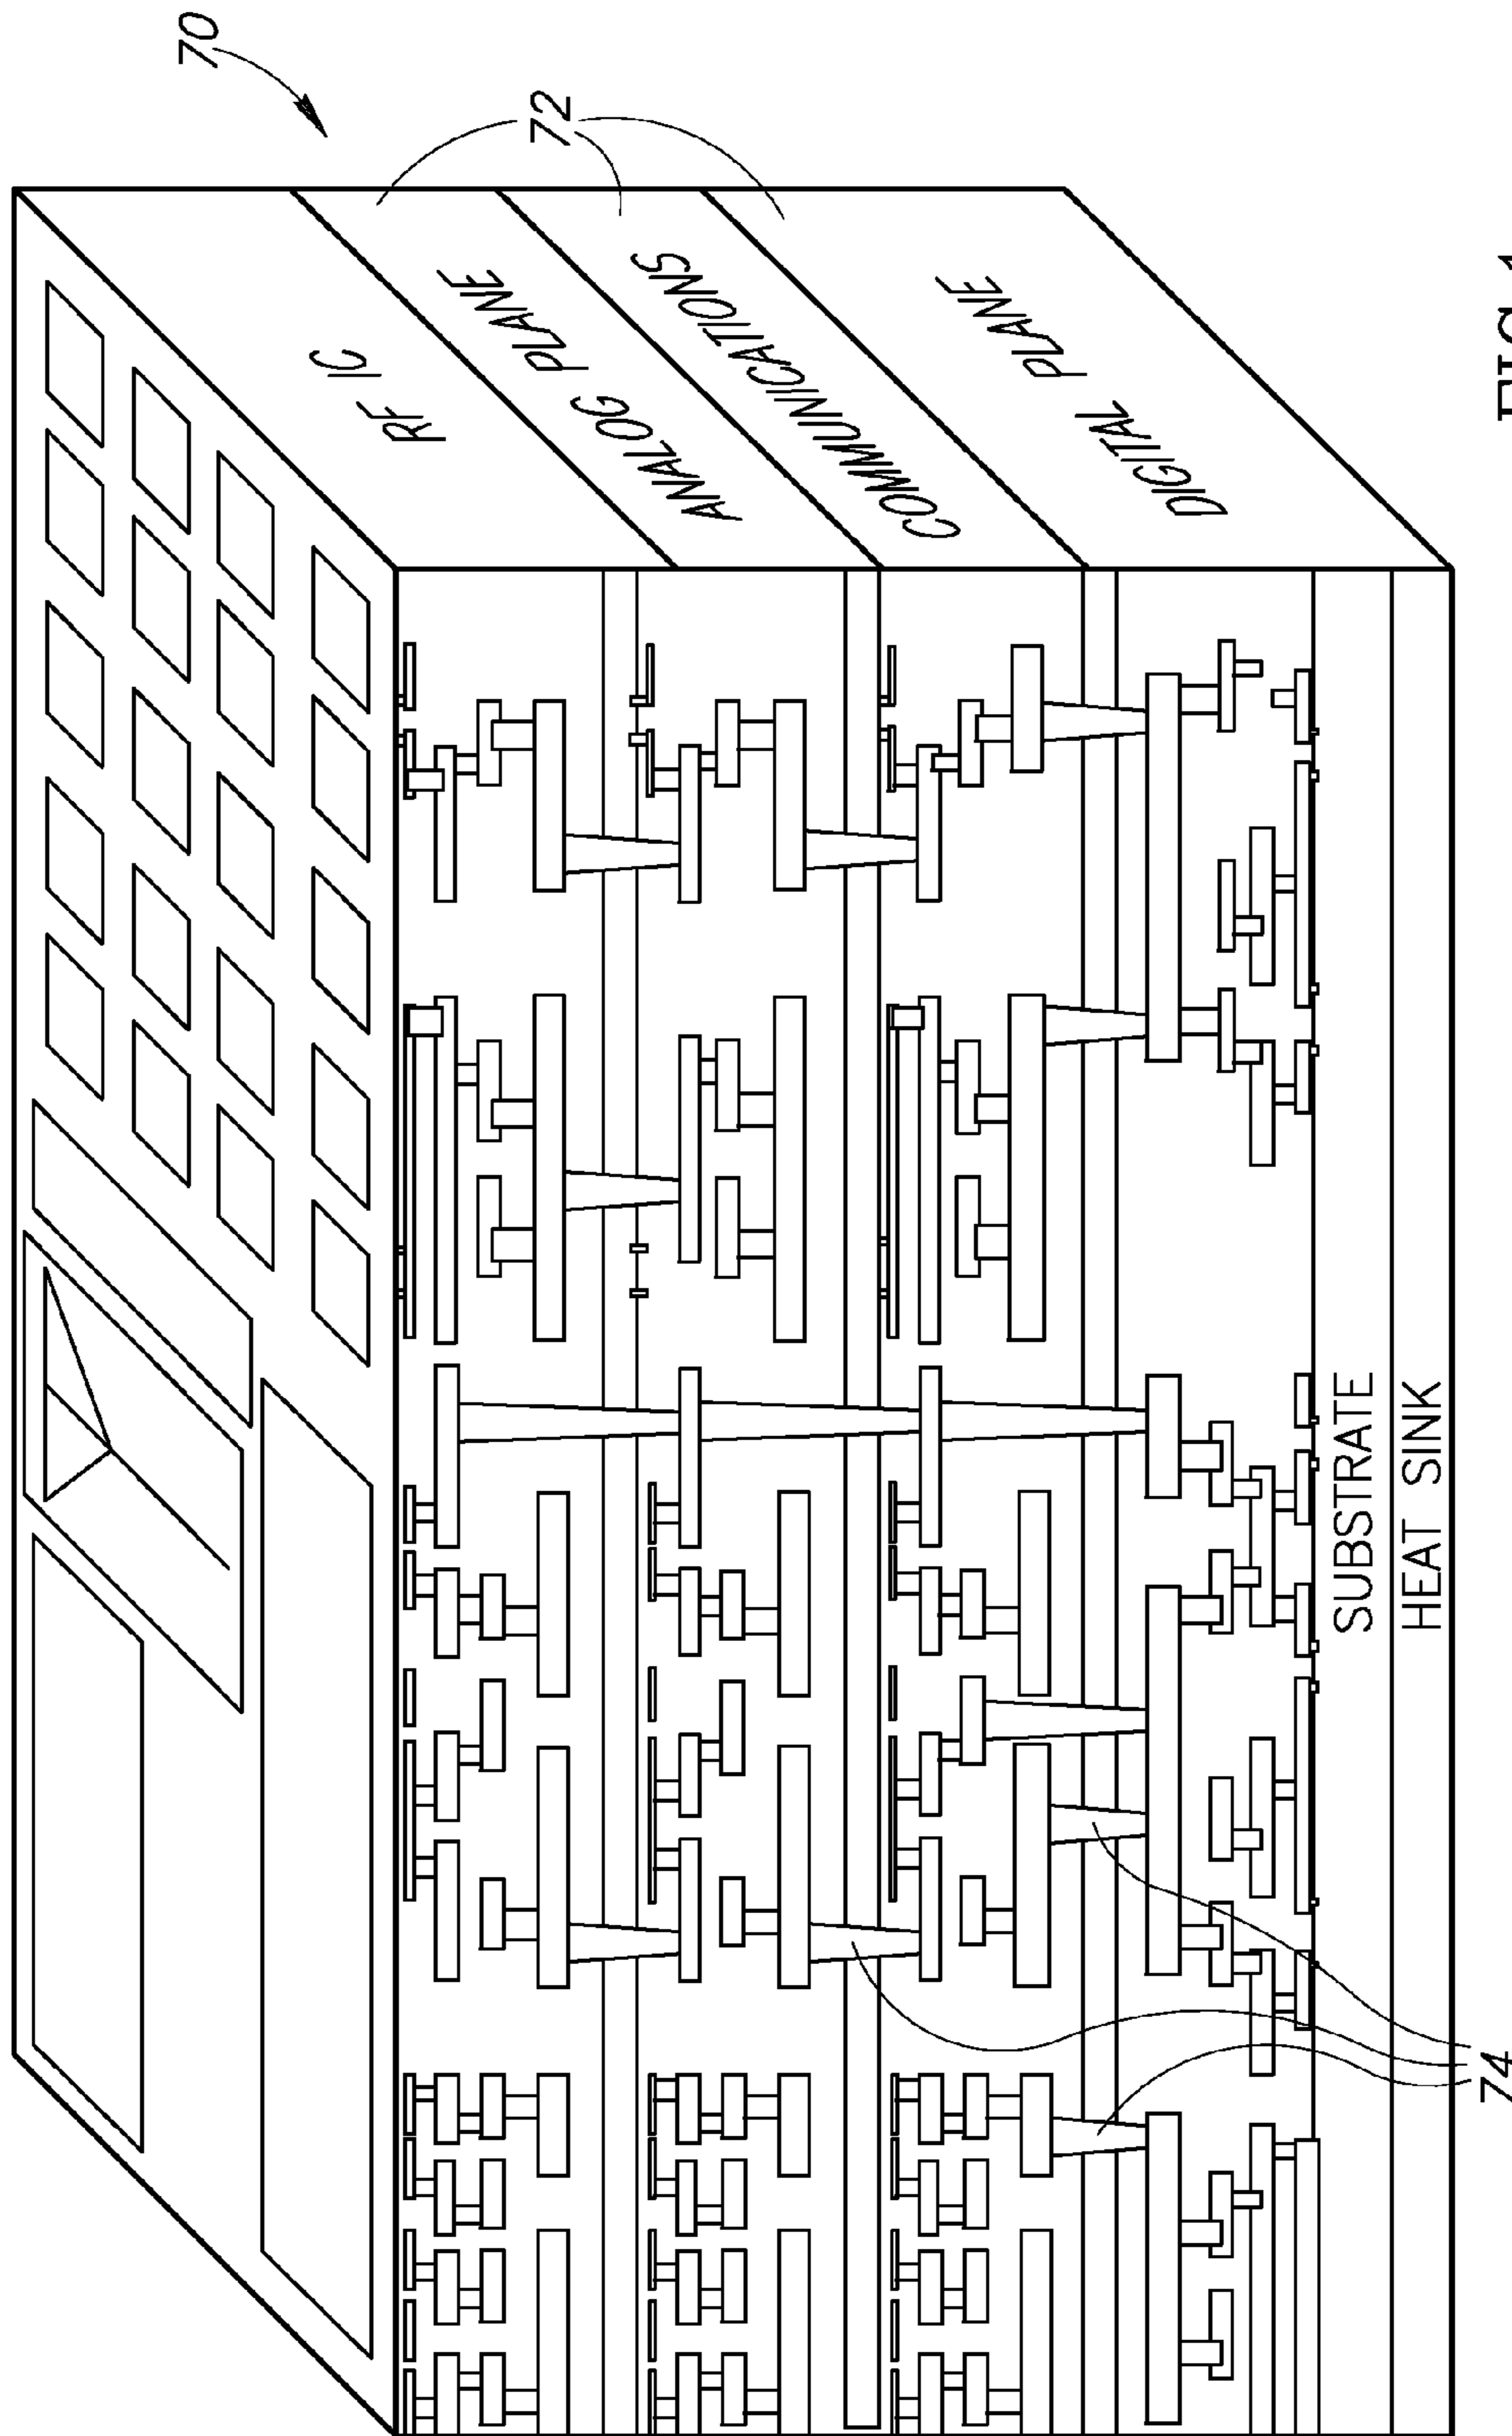 70
72
RF IC
ANALOG PLANE
COMMUNICATIONS
DIGITAL PLANE
SUBSTRATE
HEAT SINK
74